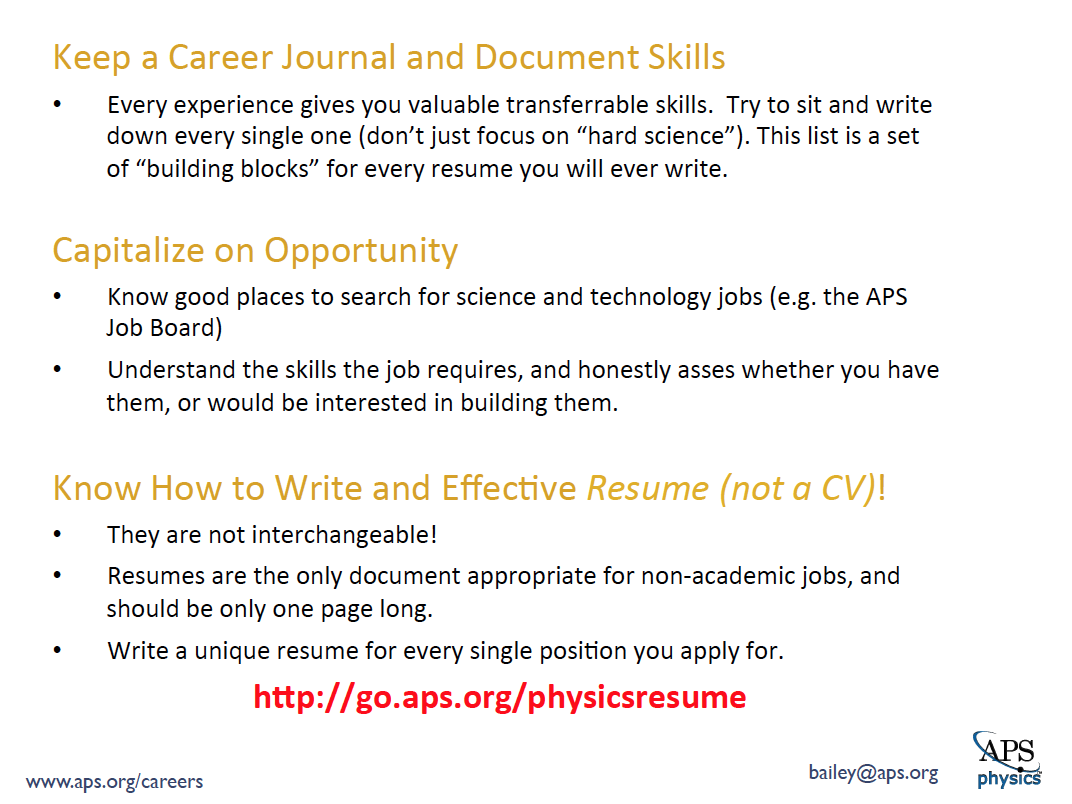 Keep a Career Journal and Document Skills
• Every experience gives you valuable transferrable skills.  Try to sit and write
down every single one (don’t just focus on “hard science”). This list is a set
of “building blocks” for every resume you will ever write.
Capitalize on Opportunity
• Know good places to search for science and technology jobs (e.g. the APS
Job Board)
• Understand the skills the job requires, and honestly asses whether you have
them, or would be interested in building them.
Know How to Write and Effective Resume (not a CV)!
• They are not interchangeable!
• Resumes are the only document appropriate for non-academic jobs, and
should be only one page long.
• Write a unique resume for every single position you apply for.
http://go.aps.org/physicsresume
www.aps.org/careers
bailey@aps.org
APS
physics™